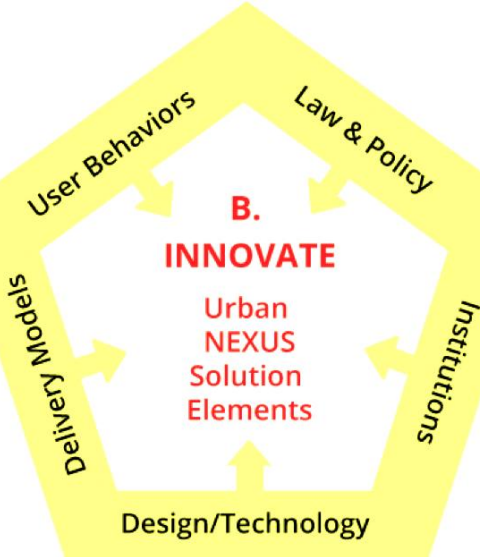 User Behaviors
Law & Policy
B.
INNOVATE
Urban
NEXUS
Solution
Elements
Delivery Models
Institutions
Design/Technology